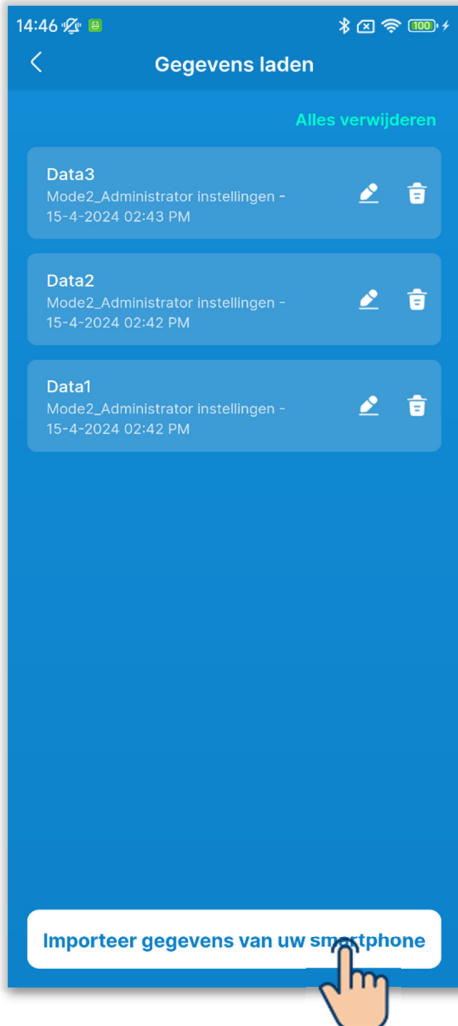 14:46
100
Gegevens laden
Alles verwijderen
Data3
Mode2_Administrator instellingen -
15-4-2024 02:43 PM
Data2
Mode2_Administrator instellingen -
15-4-2024 02:42 PM
Data1
Mode2_Administrator instellingen -
15-4-2024 02:42 PM
Importeer gegevens van uw smartphone